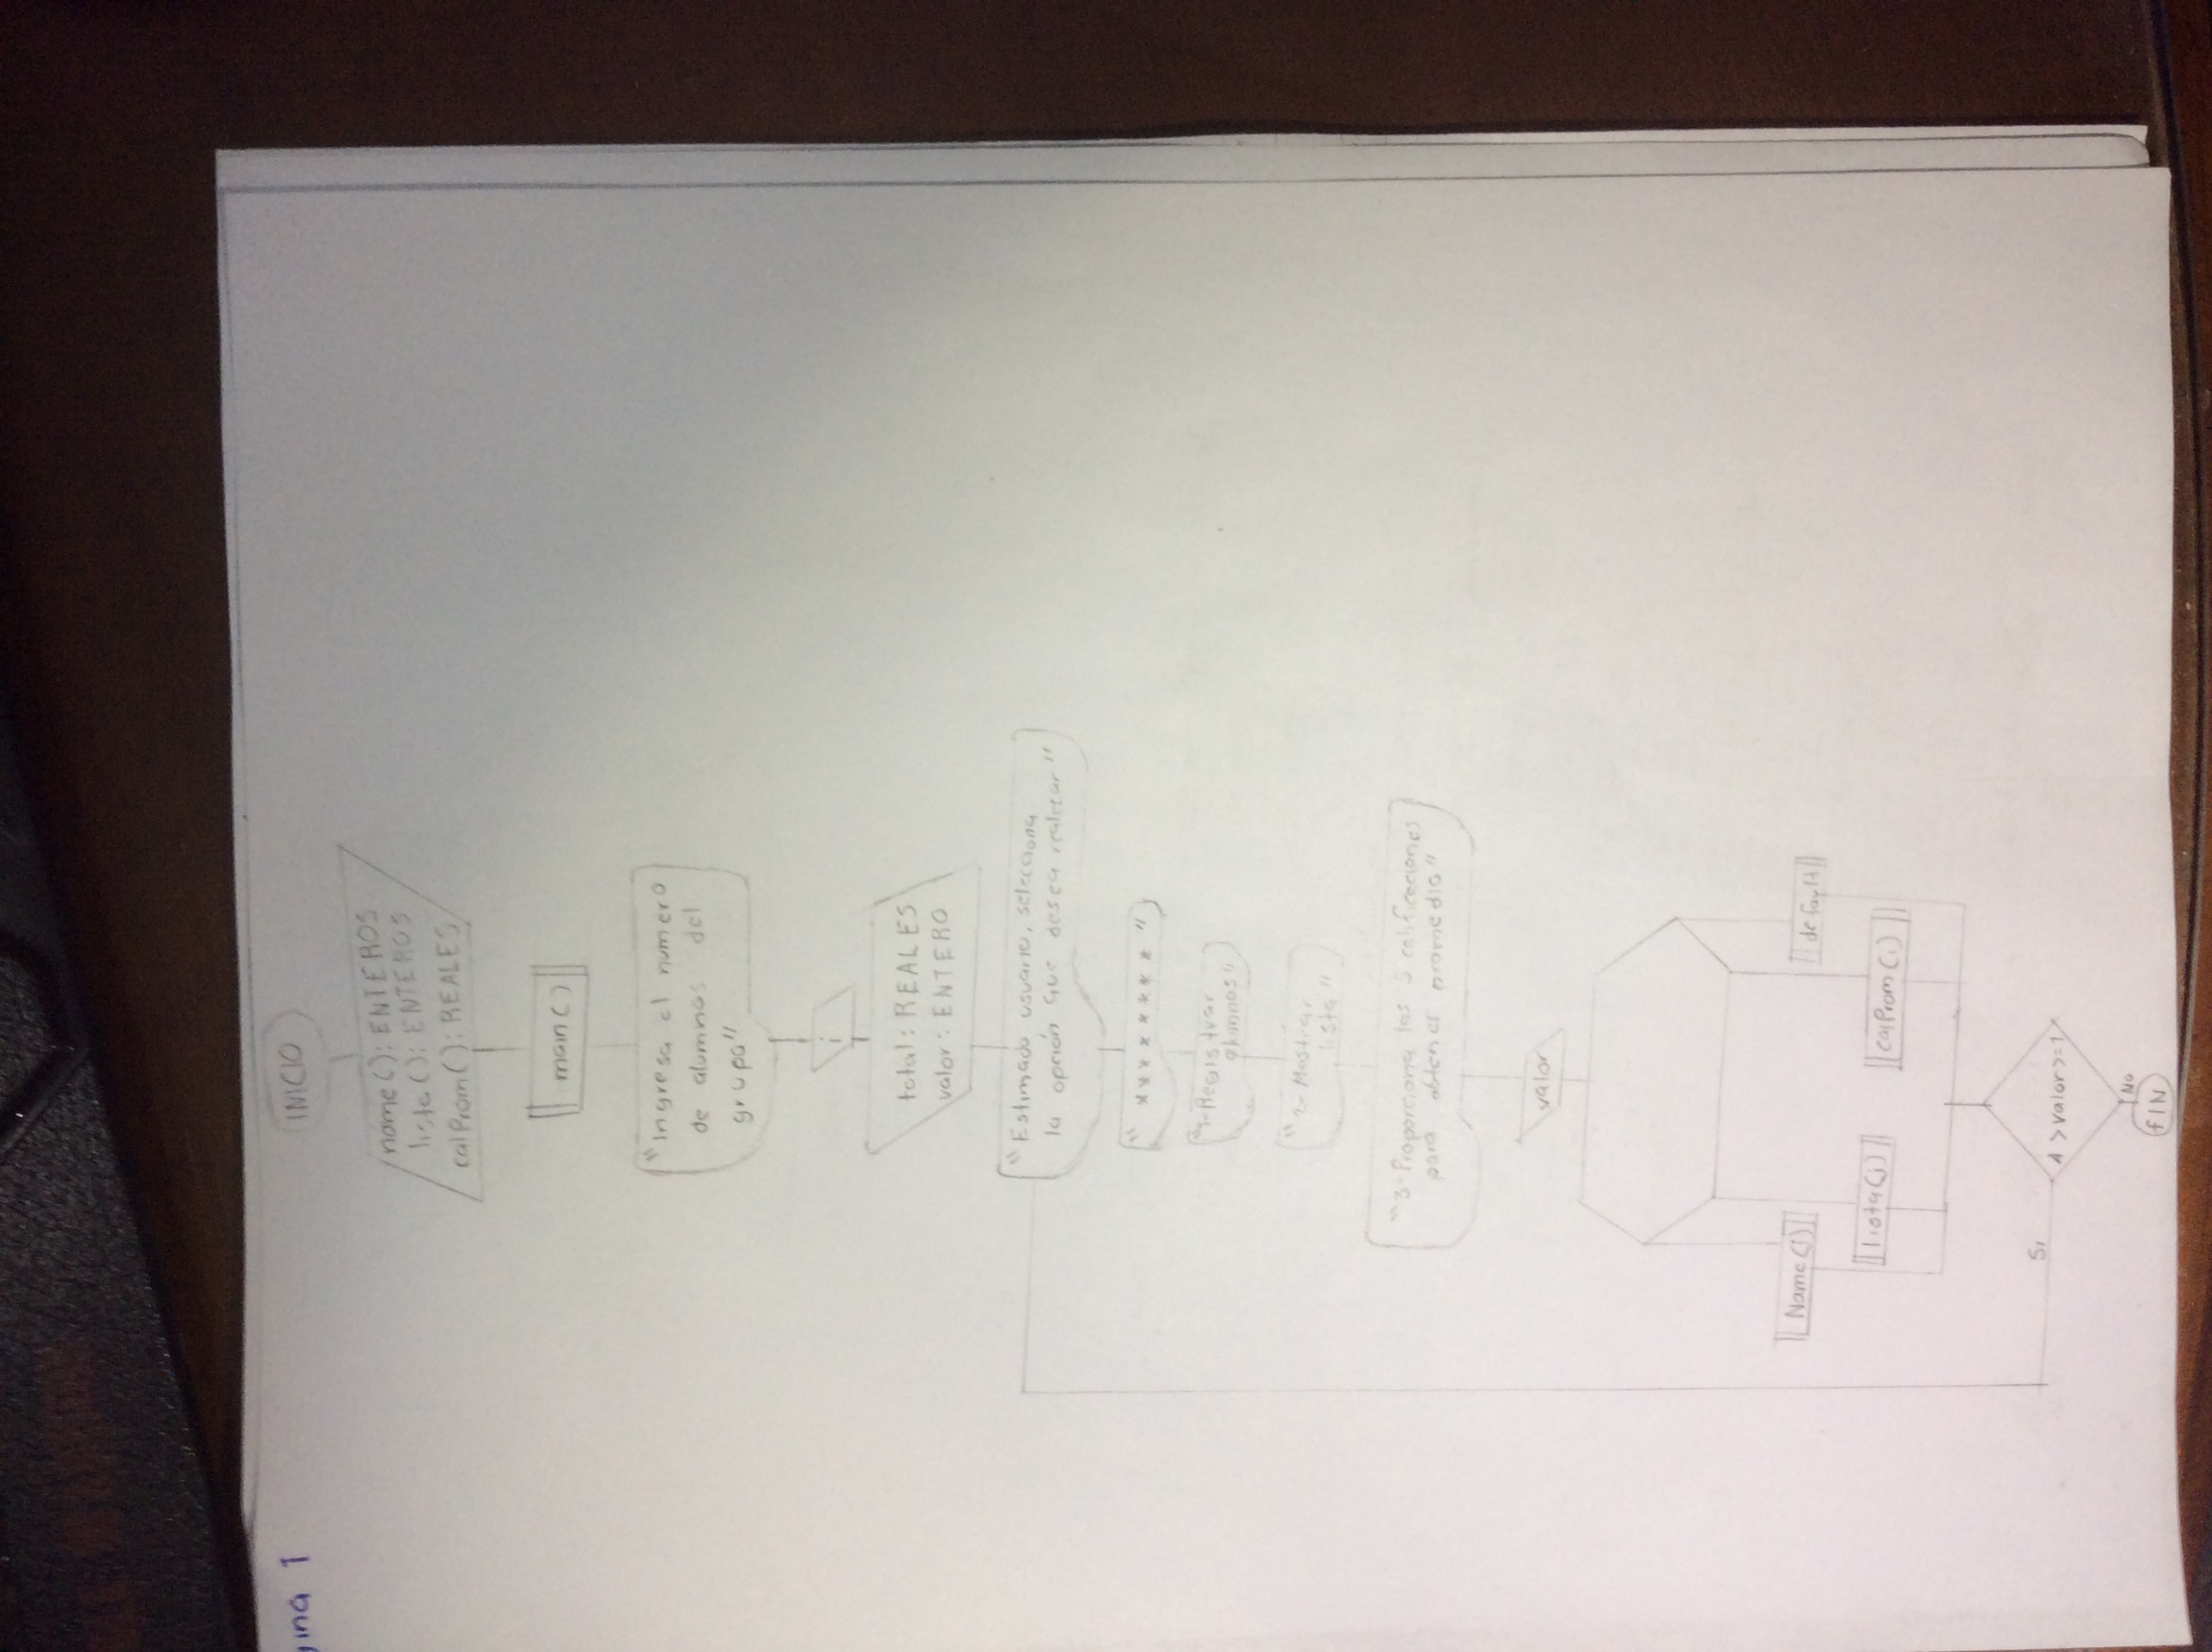 gina 1
INICIO
name(): ENTEROS
lista(): ENTEROS
calProm(): REALES
main()
"Ingresa el numero
de alumnos del
grupo"
i
total: REALES
valor: ENTERO
"Estimado usuario, selecciona
la opción que desea realizar"
"********"
"1-Registrar
alumnos"
"2-Mostrar
lista"
"3-Proporciona las 5 calificaciones
para obtener promedio"
valor
Name(i)
lista(i)
calProm(i)
default
>valor>=1
Si
No
fIN